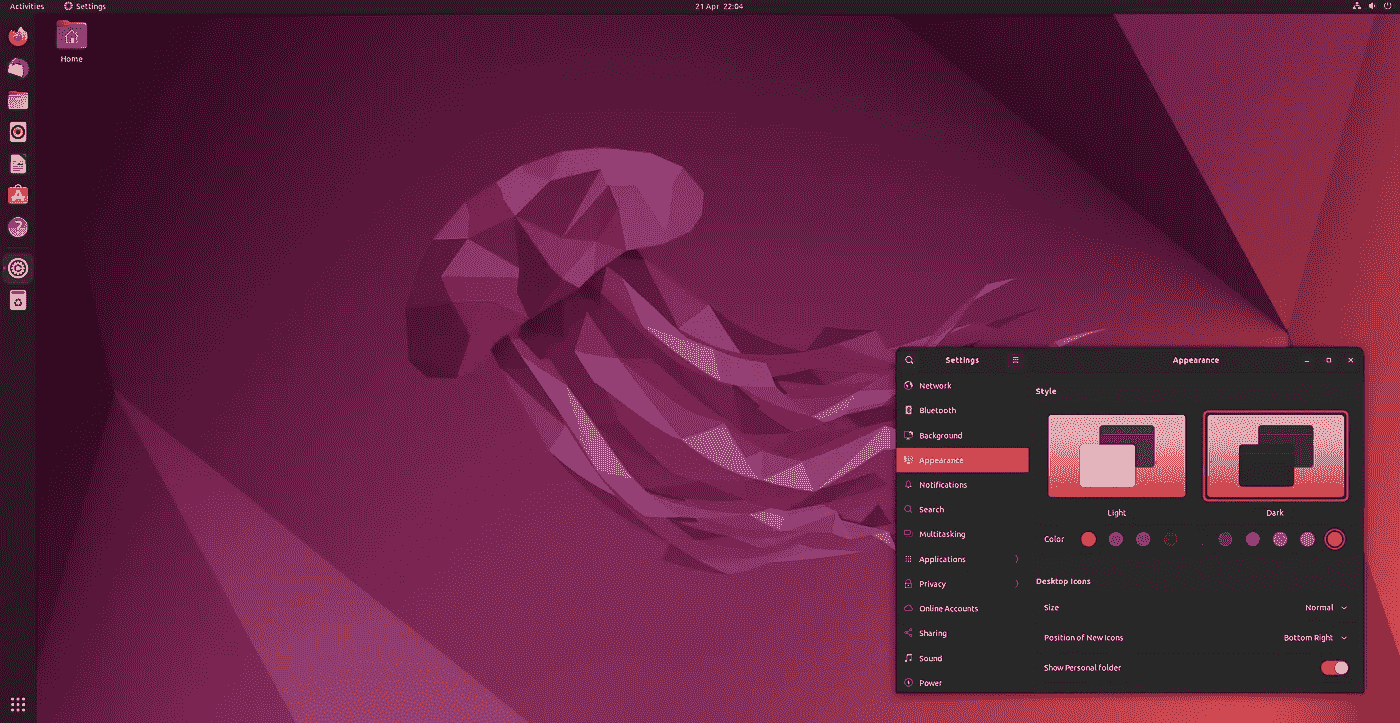 Activities Settings 21 Apr 22:04
Home
Settings Appearance
Network
Bluetooth
Background
Appearance
Notifications
Search
Multitasking
Applications
Privacy
Online Accounts
Sharing
Sound
Power
Style
Light Dark
Color
Desktop Icons
Size Normal
Position of New Icons Bottom Right
Show Personal folder